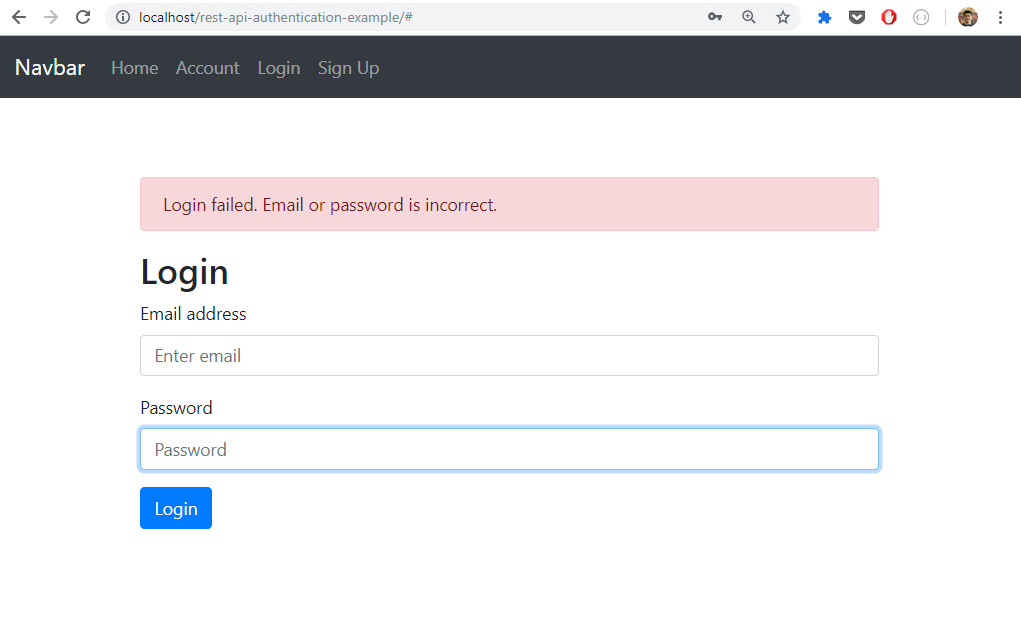 localhost/rest-api-authentication-example/#
Navbar Home Account Login Sign Up
Login failed. Email or password is incorrect.
Login
Email address
Enter email
Password
Password
Login